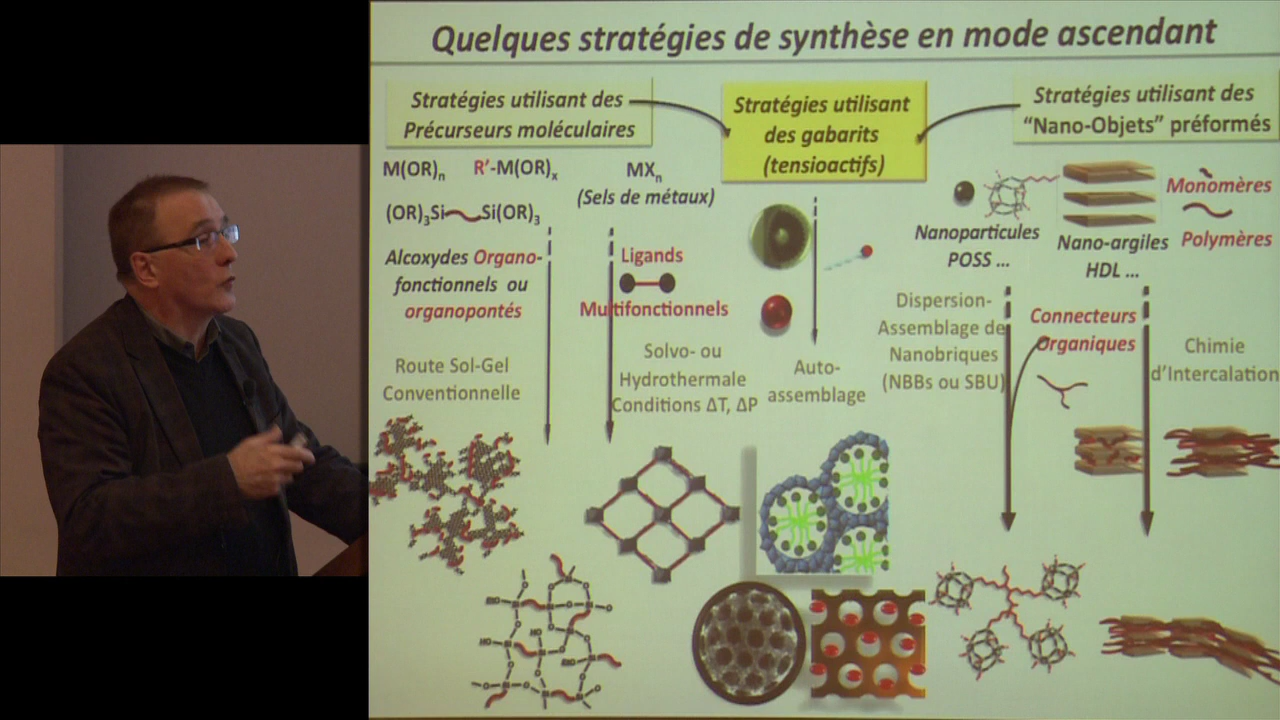 Quelques stratégies de synthèse en mode ascendant
Stratégies utilisant des
Précurseurs moléculaires
Stratégies utilisant
des gabarits
(tensioactifs)
Stratégies utilisant des
“Nano-Objets” préformés
M(OR)n R’-M(OR)x
MXn
(Sels de métaux)
(OR)3Si Si(OR)3
Alcoxydes Organo-
fonctionnels ou
organopontés
Ligands
Multifonctionnels
Route Sol-Gel
Conventionnelle
Solvo- ou
Hydrothermale
Conditions ΔT, ΔP
Auto-
assemblage
Nanoparticules
POSS ...
Nano-argiles
HDL ...
Monomères
Polymères
Dispersion-
Assemblage de
Nanobriques
(NBBs ou SBU)
Connecteurs
Organiques
Chimie
d’Intercalation